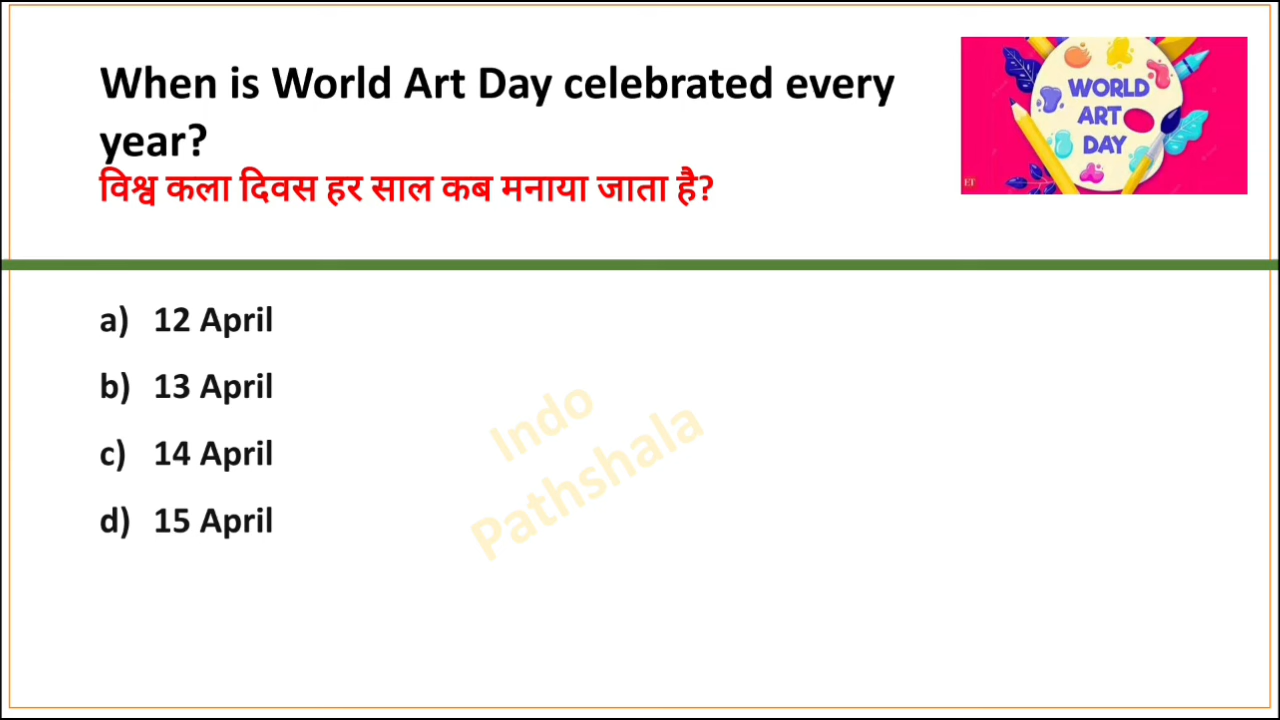 When is World Art Day celebrated every
year?
विश्व कला दिवस हर साल कब मनाया जाता है?
WORLD
ART
DAY
ET
a) 12 April
b) 13 April
c) 14 April
d) 15 April
Indo
Pathshala